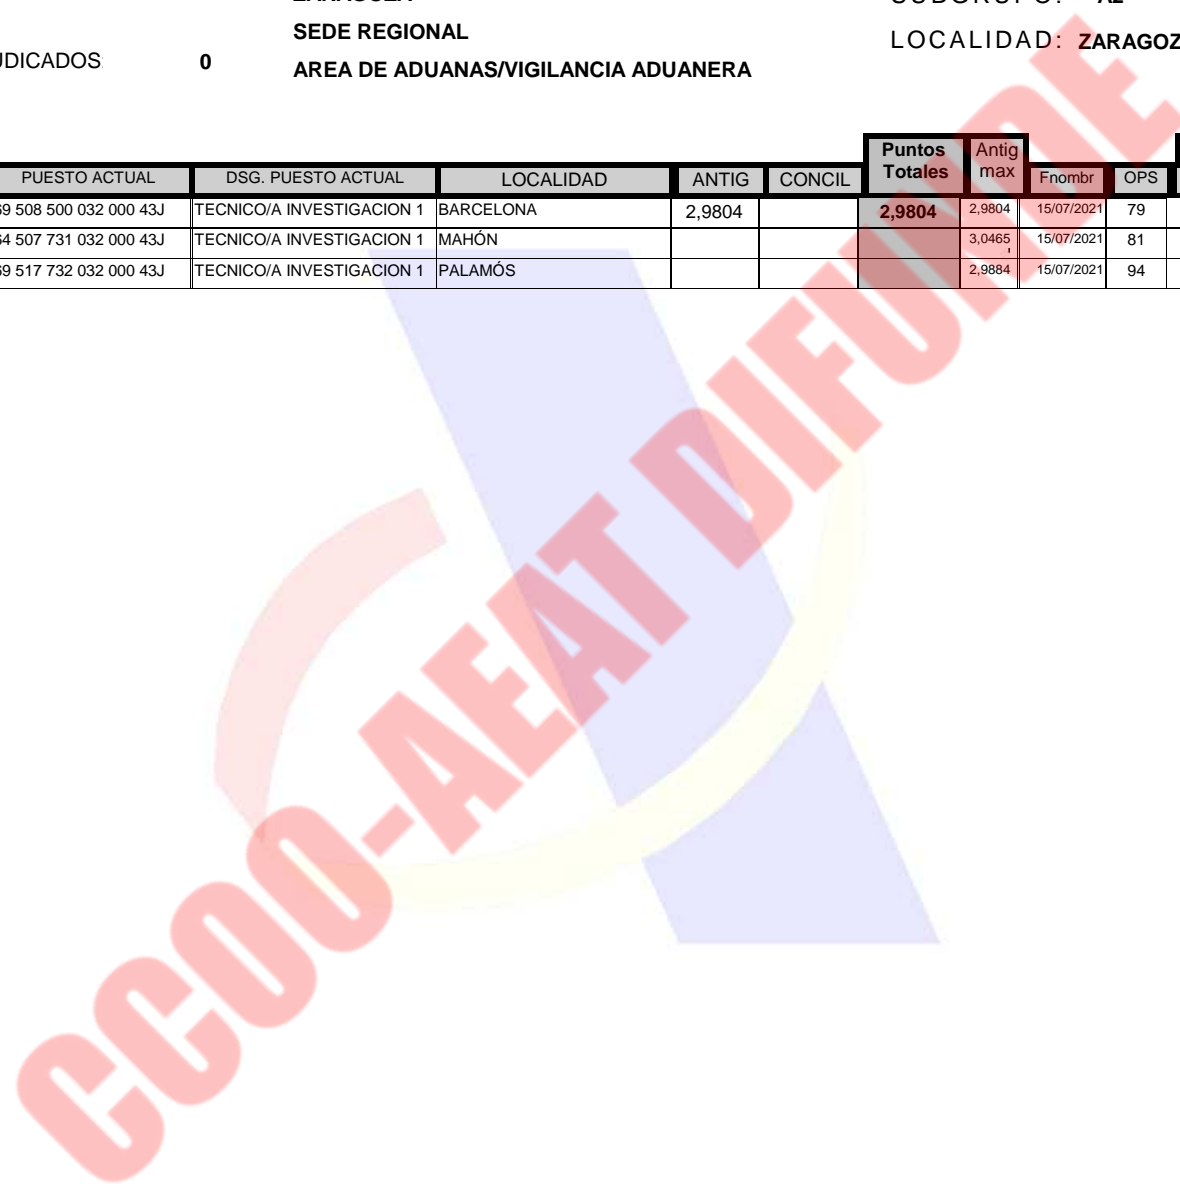 SEDE REGIONAL
LOCALIDAD: ZARAGOZ
UDICADOS: 0
AREA DE ADUANAS/VIGILANCIA ADUANERA
PUESTO ACTUAL DSG. PUESTO ACTUAL LOCALIDAD ANTIG CONCIL Puntos Totales Antig max Fnombr OPS
69 508 500 032 000 43J TECNICO/A INVESTIGACION 1 BARCELONA 2,9804 2,9804 2,9804 15/07/2021 79
64 507 731 032 000 43J TECNICO/A INVESTIGACION 1 MAHÓN 3,0465 15/07/2021 81
69 517 732 032 000 43J TECNICO/A INVESTIGACION 1 PALAMÓS 2,9884 15/07/2021 94
CCOO-AEAT DIFUNDE